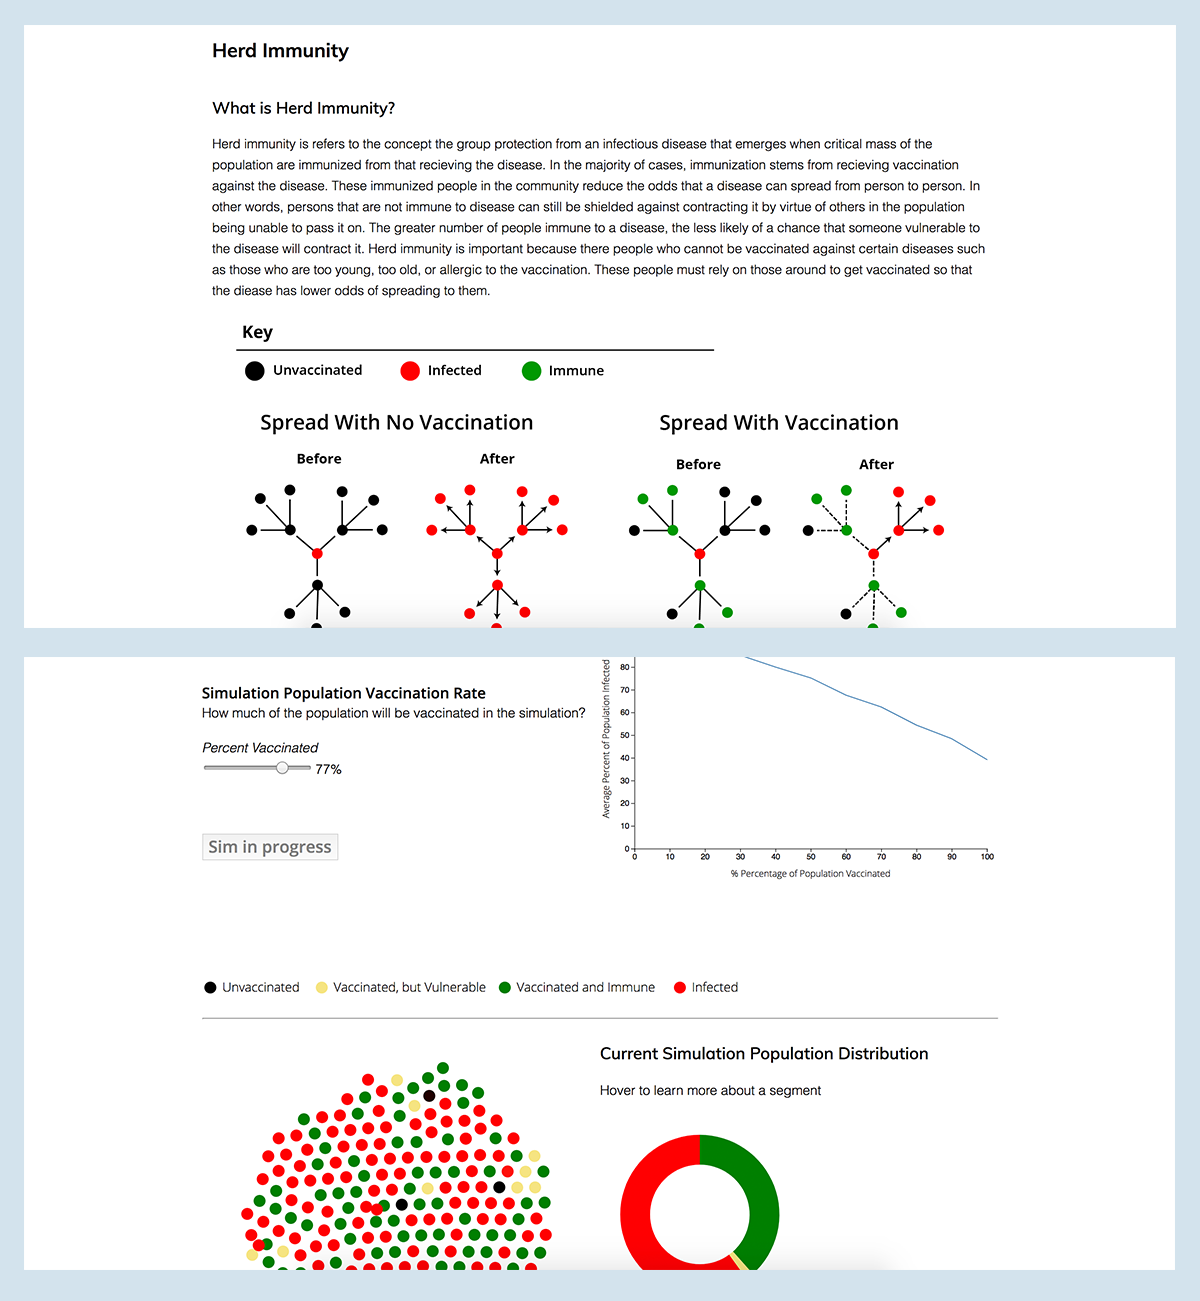 Herd Immunity
What is Herd Immunity?
Herd immunity is refers to the concept the group protection from an infectious disease that emerges when critical mass of the
population are immunized from that recieving the disease. In the majority of cases, immunization stems from recieving vaccination
against the disease. These immunized people in the community reduce the odds that a disease can spread from person to person. In
other words, persons that are not immune to disease can still be shielded against contracting it by virtue of others in the population
being unable to pass it on. The greater number of people immune to a disease, the less likely of a chance that someone vulnerable to
the disease will contract it. Herd immunity is important because there people who cannot be vaccinated against certain diseases such
as those who are too young, too old, or allergic to the vaccination. These people must rely on those around to get vaccinated so that
the diease has lower odds of spreading to them.
Key
Unvaccinated Infected Immune
Spread With No Vaccination
Before After
Spread With Vaccination
Before After
Simulation Population Vaccination Rate
How much of the population will be vaccinated in the simulation?
Percent Vaccinated
77%
Sim in progress
Average Percent of Population Infected
80
70
60
50
40
30
20
10
0
0 10 20 30 40 50 60 70 80 90 100
% Percentage of Population Vaccinated
Unvaccinated Vaccinated, but Vulnerable Vaccinated and Immune Infected
Current Simulation Population Distribution
Hover to learn more about a segment